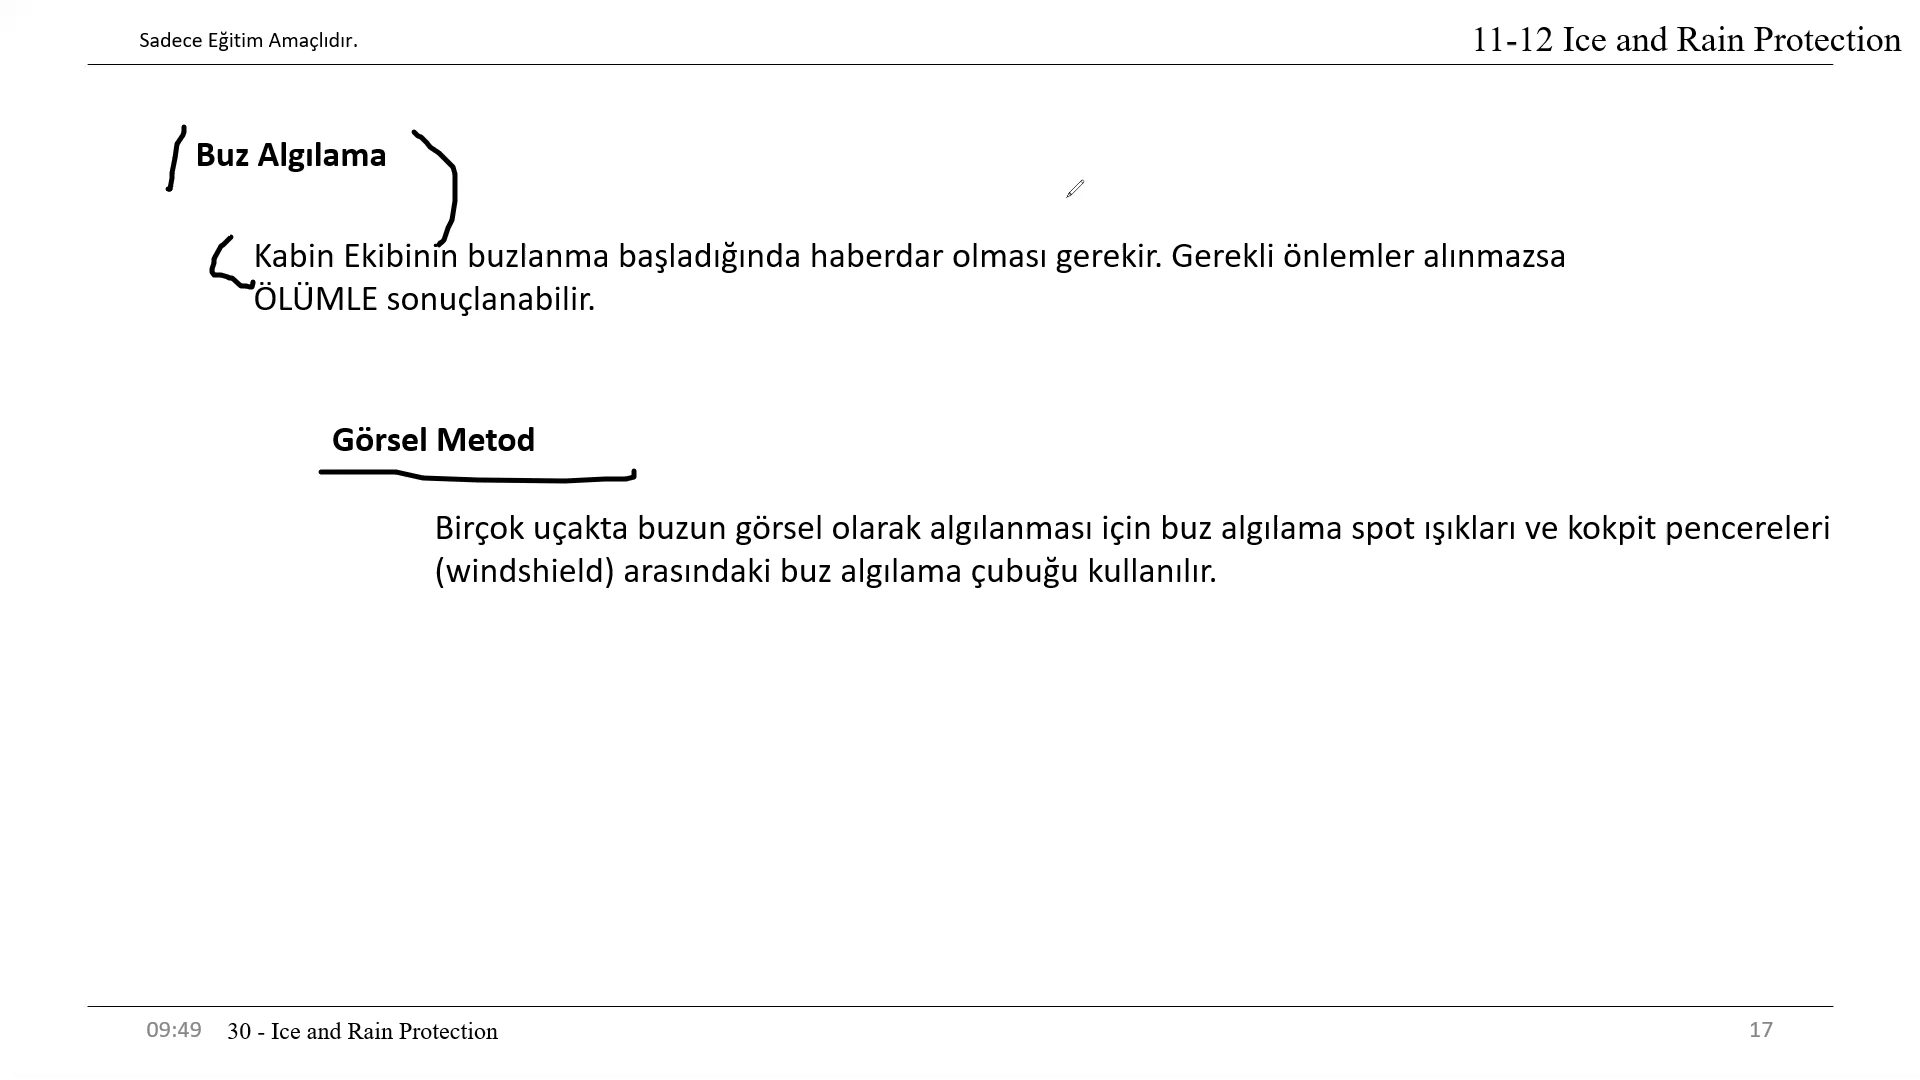 Sadece Eğitim Amaçlıdır.
11-12 Ice and Rain Protection
Buz Algılama
Kabin Ekibinin buzlanma başladığında haberdar olması gerekir. Gerekli önlemler alınmazsa
ÖLÜMLE sonuçlanabilir.
Görsel Metod
Birçok uçakta buzun görsel olarak algılanması için buz algılama spot ışıkları ve kokpit pencereleri
(windshield) arasındaki buz algılama çubuğu kullanılır.
09:49 30 - Ice and Rain Protection 17